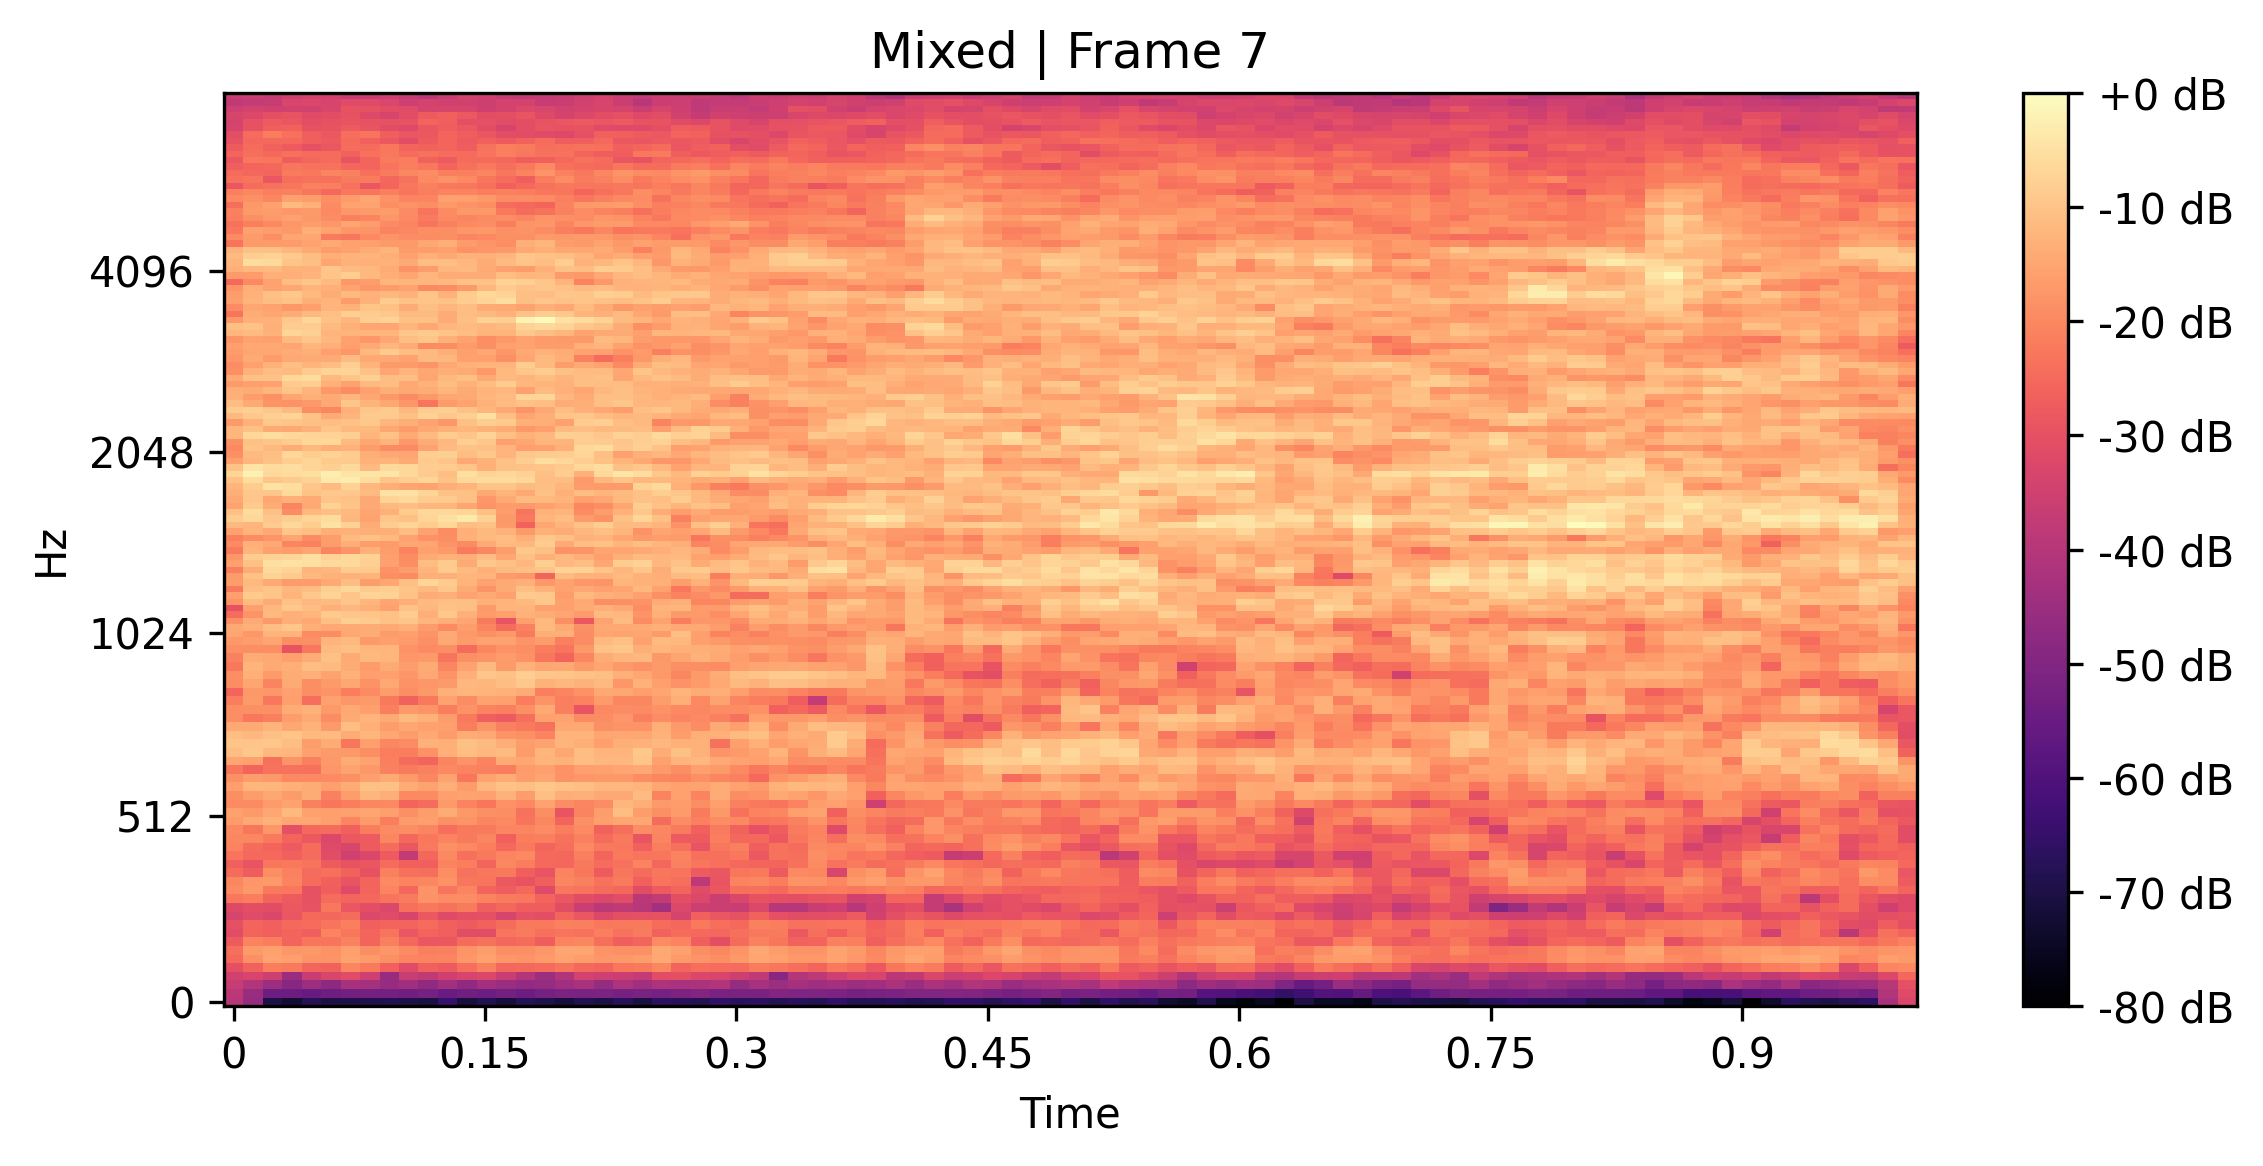 Mixed | Frame 7
Hz
4096
2048
1024
512
0
0 0.15 0.3 0.45 0.6 0.75 0.9
Time
+0 dB
-10 dB
-20 dB
-30 dB
-40 dB
-50 dB
-60 dB
-70 dB
-80 dB